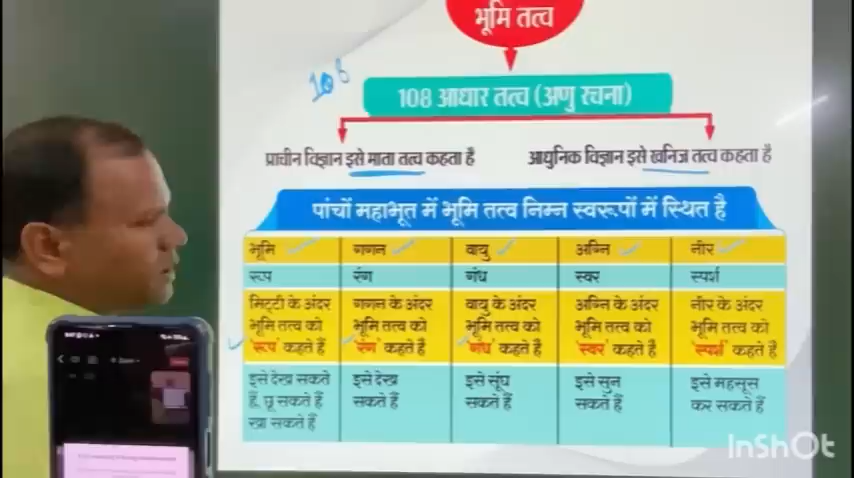 भूमि तत्व
108
108 आधार तत्व (अणु रचना)
प्राचीन विज्ञान इसे माता तत्व कहता है
आधुनिक विज्ञान इसे खनिज तत्व कहता है
पांचों महाभूत में भूमि तत्व निम्न स्वरूपों में स्थित है
भूमि गगन वायु अग्नि नीर
रूप रंग गंध स्वर स्पर्श
मिट्टी के अंदर
भूमि तत्व को
'रूप' कहते हैं
गगन के अंदर
भूमि तत्व को
'रंग' कहते है
वायु के अंदर
भूमि तत्व को
'गंध' कहते है
अग्नि के अंदर
भूमि तत्व को
'स्वर' कहते है
नीर के अंदर
भूमि तत्व को
'स्पर्श' कहते है
इसे देख सकते
हैं, छू सकते हैं
खा सकते हैं
इसे देख
सकते हैं
इसे सूंघ
सकते हैं
इसे सुन
सकते हैं
इसे महसूस
कर सकते हैं
InShOt